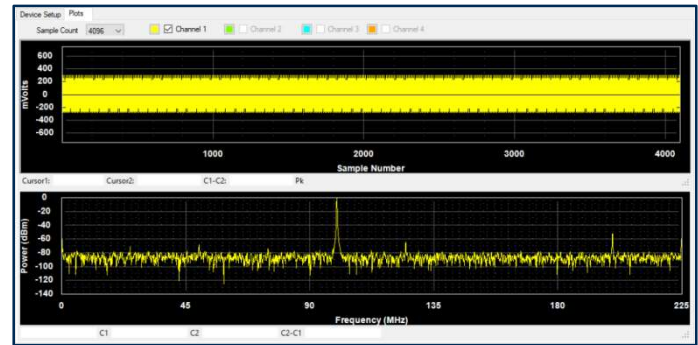 Device Setup Plots
Sample Count 4096 Channel 1 Channel 2 Channel 3 Channel 4
600
400
200
0
-200
-400
-600
mVolts
1000 2000 3000 4000
Sample Number
Cursor1: Cursor2: C1-C2: Pk
0
-20
-40
-60
-80
-100
-120
-140
Power (dBm)
0 45 90 135 180 225
Frequency (MHz)
C1 C2 C2-C1